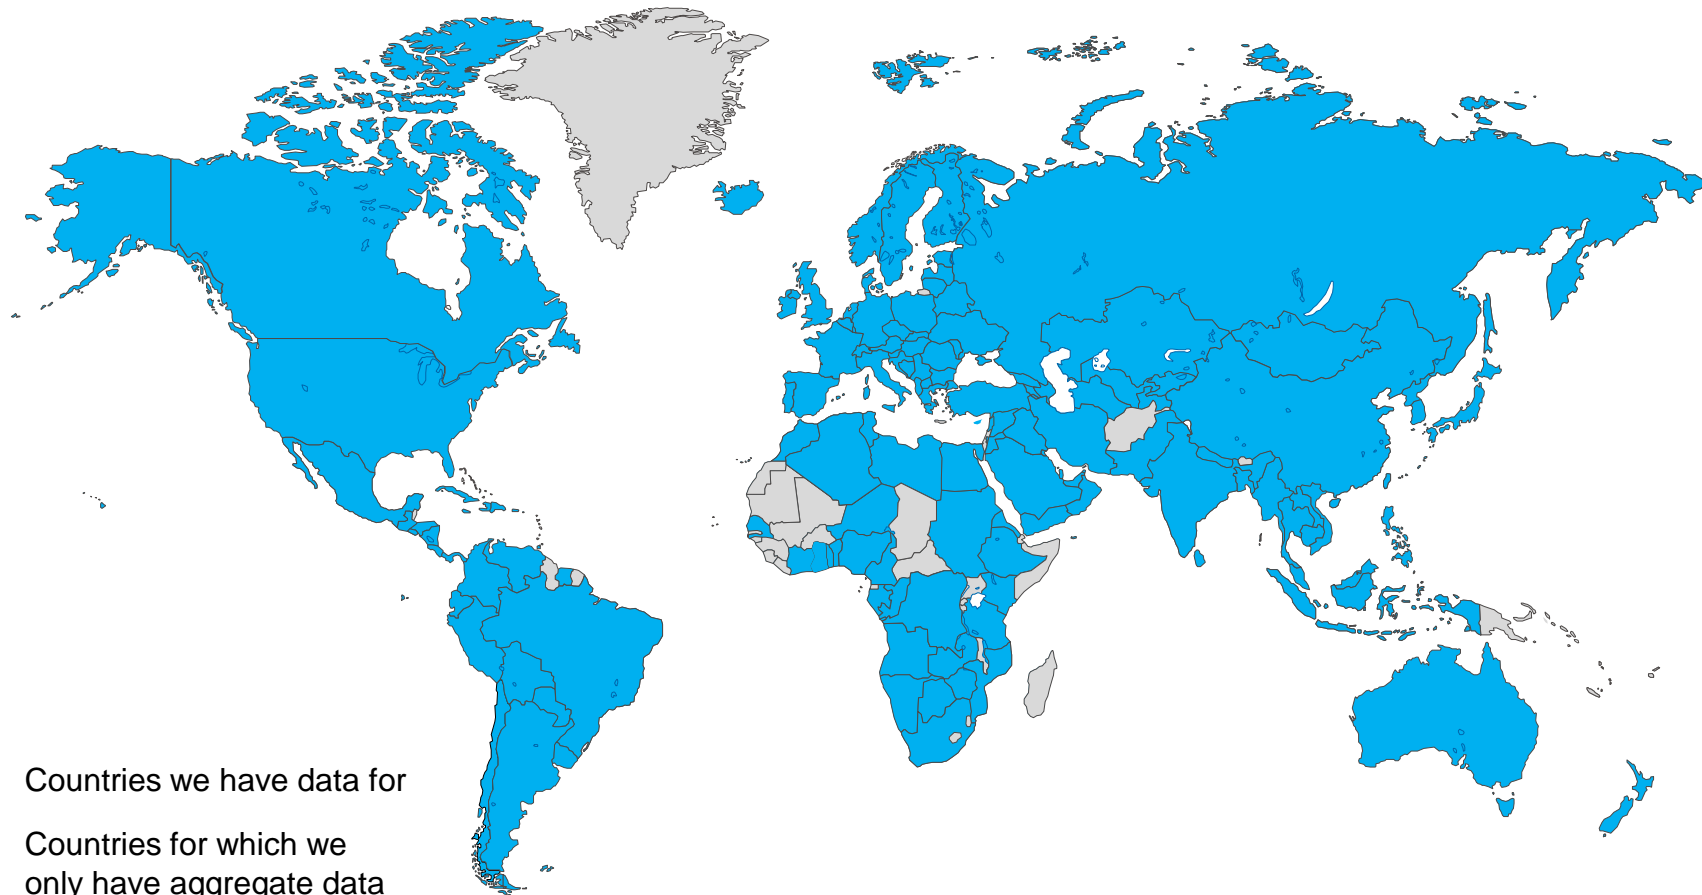 Countries we have data for
Countries for which we
only have aggregate data